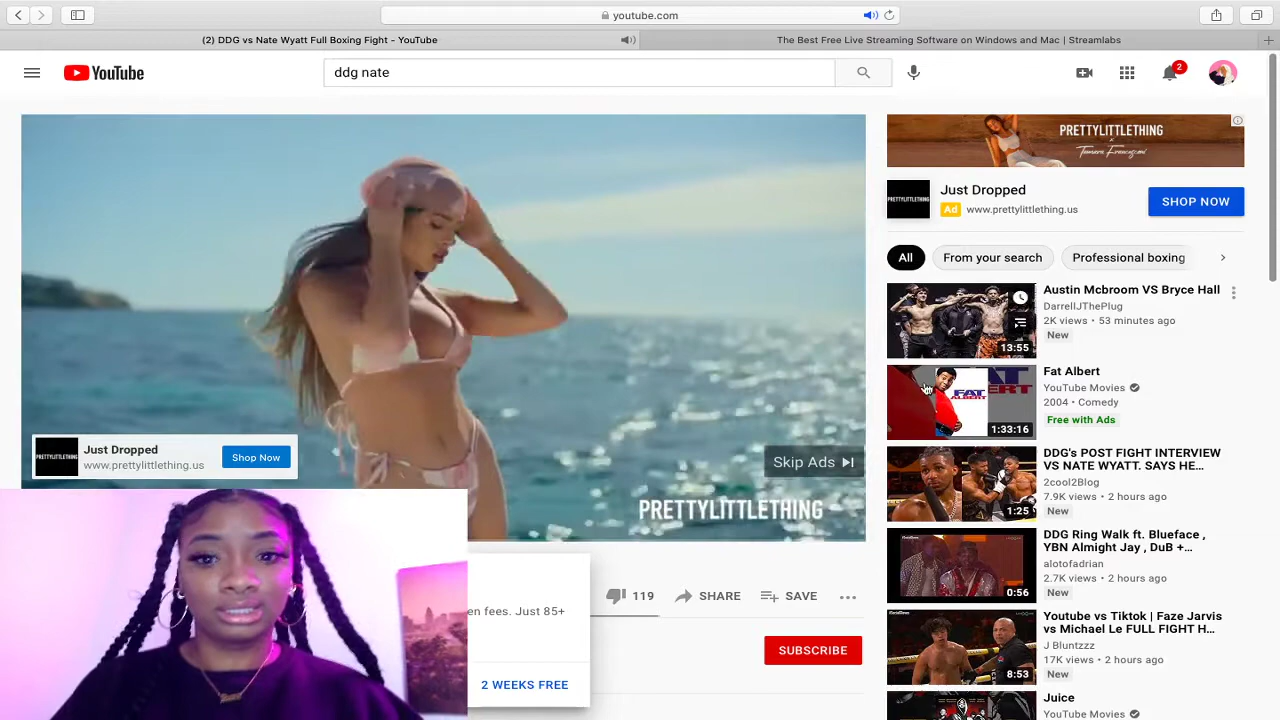 youtube.com
(2) DDG vs Nate Wyatt Full Boxing Fight - YouTube
The Best Free Live Streaming Software on Windows and Mac | Streamlabs
YouTube
ddg nate
2
PRETTYLITTLETHING
x
Just Dropped
Ad www.prettylittlething.us
SHOP NOW
All
From your search
Professional boxing
Austin Mcbroom VS Bryce Hall
DarrellJThePlug
2K views • 53 minutes ago
New
13:55
Fat Albert
YouTube Movies
2004 • Comedy
Free with Ads
FAT
ALBERT
1:33:16
DDG's POST FIGHT INTERVIEW
VS NATE WYATT. SAYS HE...
2cool2Blog
7.9K views • 2 hours ago
New
1:25
DDG Ring Walk ft. Blueface ,
YBN Almight Jay , DuB +...
alotofadrian
2.7K views • 2 hours ago
New
0:56
Youtube vs Tiktok | Faze Jarvis
vs Michael Le FULL FIGHT H...
J Bluntzzz
17K views • 2 hours ago
New
8:53
Juice
YouTube Movies
PRETTYLITTLETHING
Just Dropped
www.prettylittlething.us
Shop Now
Skip Ads
PRETTYLITTLETHING
119
SHARE
SAVE
en fees. Just 85+
SUBSCRIBE
2 WEEKS FREE